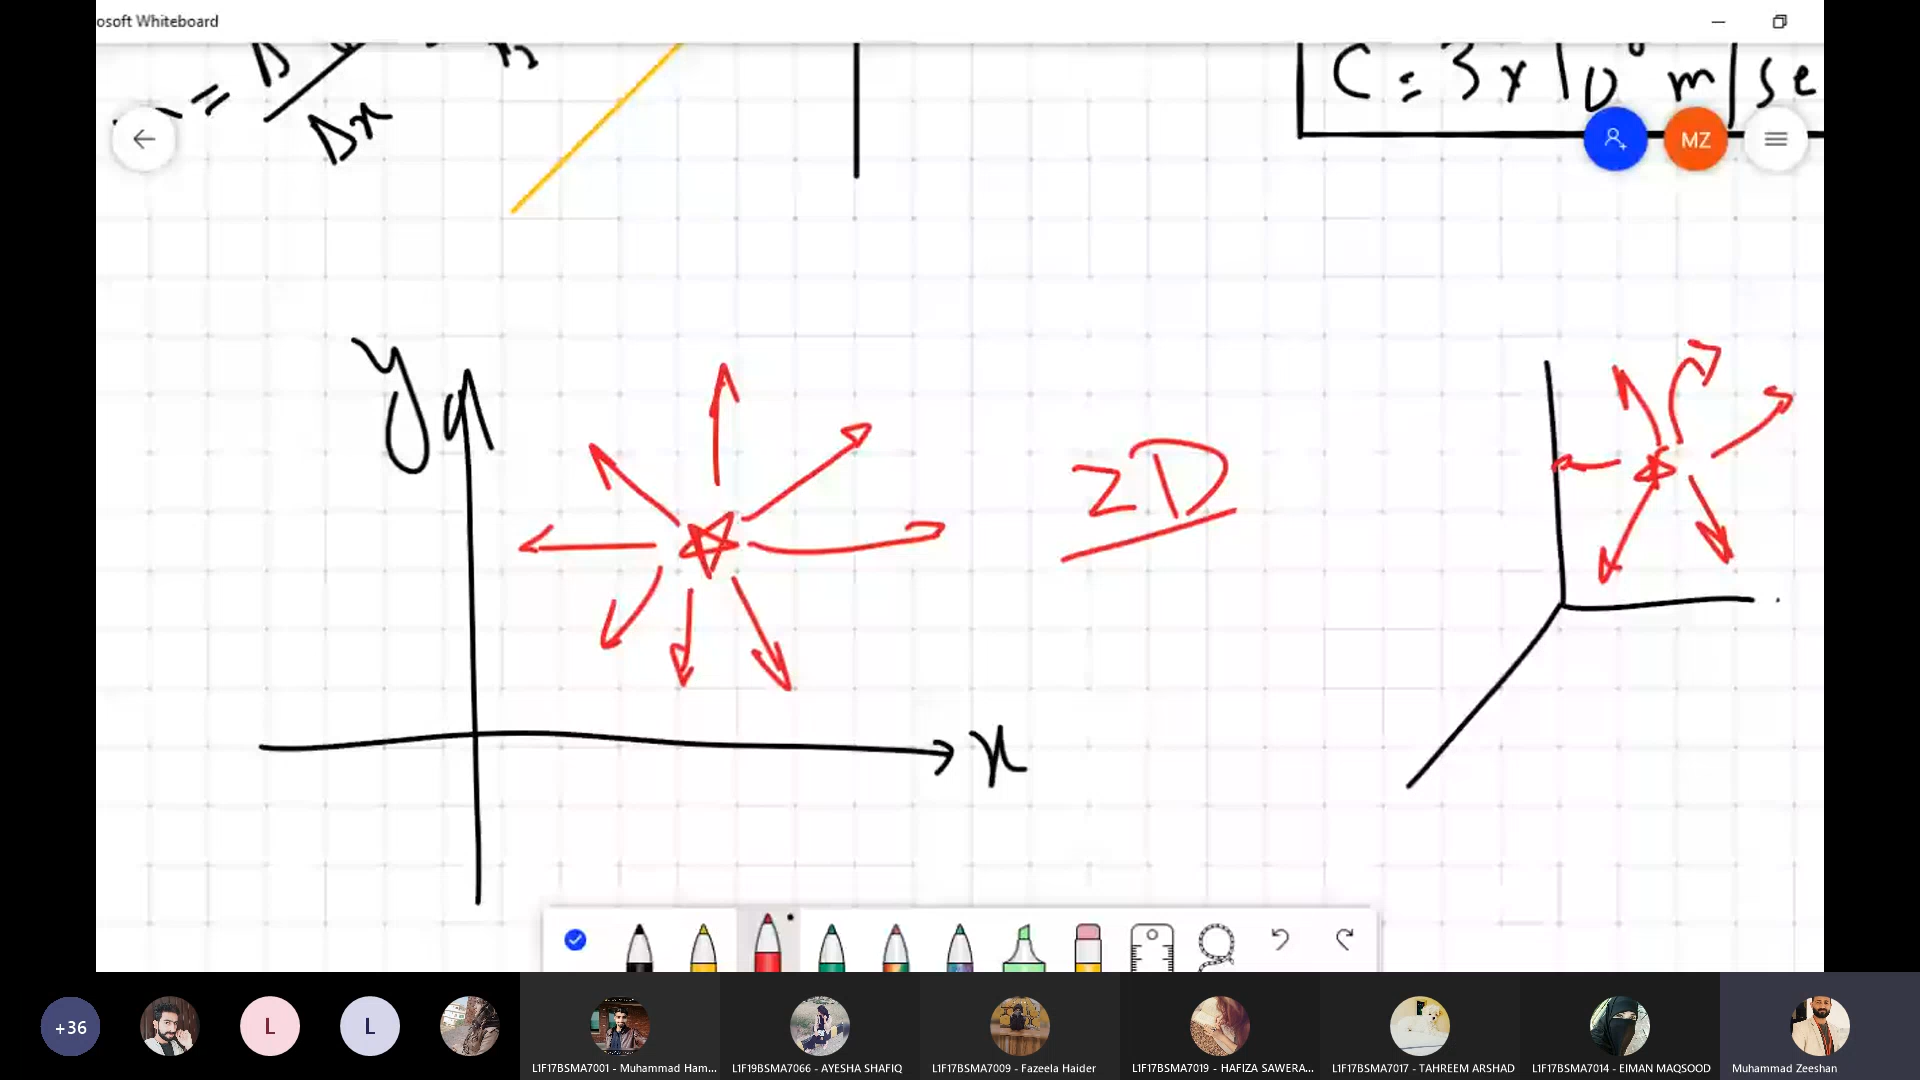 osoft Whiteboard
=
Δx
C = 3 x 10⁸ m/se
MZ
y
2D
x
+36
L
L
L1F17BSMA7001 - Muhammad Ham...
L1F19BSMA7066 - AYESHA SHAFIQ
L1F17BSMA7009 - Fazeela Haider
L1F17BSMA7019 - HAFIZA SAWERA...
L1F17BSMA7017 - TAHREEM ARSHAD
L1F17BSMA7014 - EIMAN MAQSOOD
Muhammad Zeeshan